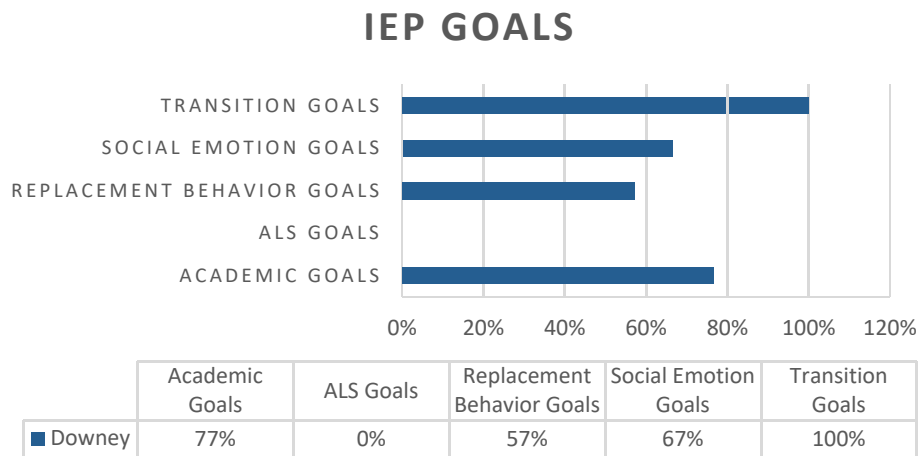 IEP GOALS
TRANSITION GOALS
SOCIAL EMOTION GOALS
REPLACEMENT BEHAVIOR GOALS
ALS GOALS
ACADEMIC GOALS
0% 20% 40% 60% 80% 100% 120%
Academic Goals ALS Goals Replacement Behavior Goals Social Emotion Goals Transition Goals
Downey 77% 0% 57% 67% 100%